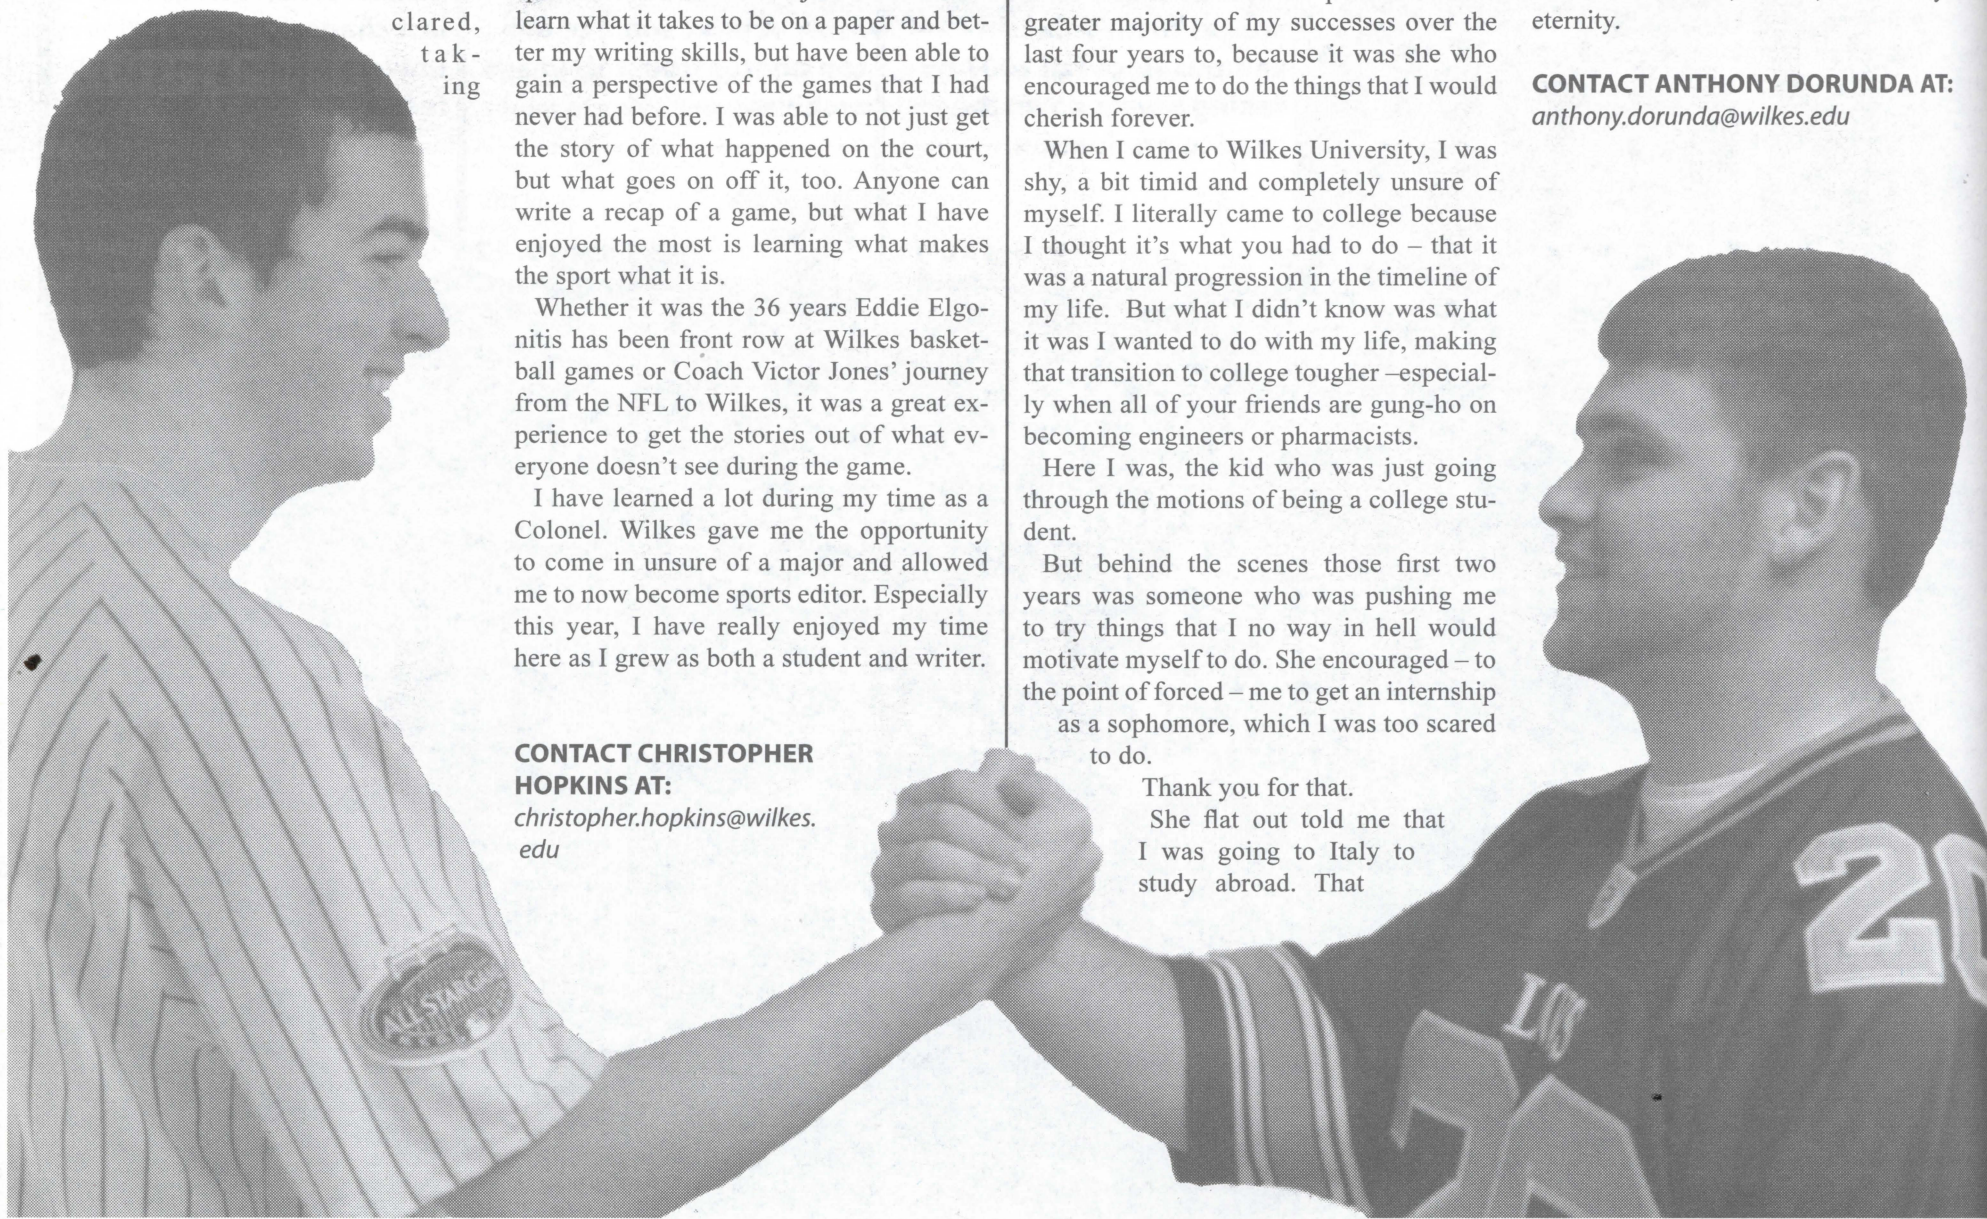 clared,
tak-
ing
learn what it takes to be on a paper and bet-
ter my writing skills, but have been able to
gain a perspective of the games that I had
never had before. I was able to not just get
the story of what happened on the court,
but what goes on off it, too. Anyone can
write a recap of a game, but what I have
enjoyed the most is learning what makes
the sport what it is.
Whether it was the 36 years Eddie Elgo-
nitis has been front row at Wilkes basket-
ball games or Coach Victor Jones’ journey
from the NFL to Wilkes, it was a great ex-
perience to get the stories out of what ev-
eryone doesn’t see during the game.
I have learned a lot during my time as a
Colonel. Wilkes gave me the opportunity
to come in unsure of a major and allowed
me to now become sports editor. Especially
this year, I have really enjoyed my time
here as I grew as both a student and writer.
CONTACT CHRISTOPHER
HOPKINS AT:
christopher.hopkins@wilkes.
edu
greater majority of my successes over the
last four years to, because it was she who
encouraged me to do the things that I would
cherish forever.
When I came to Wilkes University, I was
shy, a bit timid and completely unsure of
myself. I literally came to college because
I thought it’s what you had to do – that it
was a natural progression in the timeline of
my life. But what I didn’t know was what
it was I wanted to do with my life, making
that transition to college tougher –especial-
ly when all of your friends are gung-ho on
becoming engineers or pharmacists.
Here I was, the kid who was just going
through the motions of being a college stu-
dent.
But behind the scenes those first two
years was someone who was pushing me
to try things that I no way in hell would
motivate myself to do. She encouraged – to
the point of forced – me to get an internship
as a sophomore, which I was too scared
to do.
Thank you for that.
She flat out told me that
I was going to Italy to
study abroad. That
eternity.
CONTACT ANTHONY DORUNDA AT:
anthony.dorunda@wilkes.edu
ALL STAR GAME
20